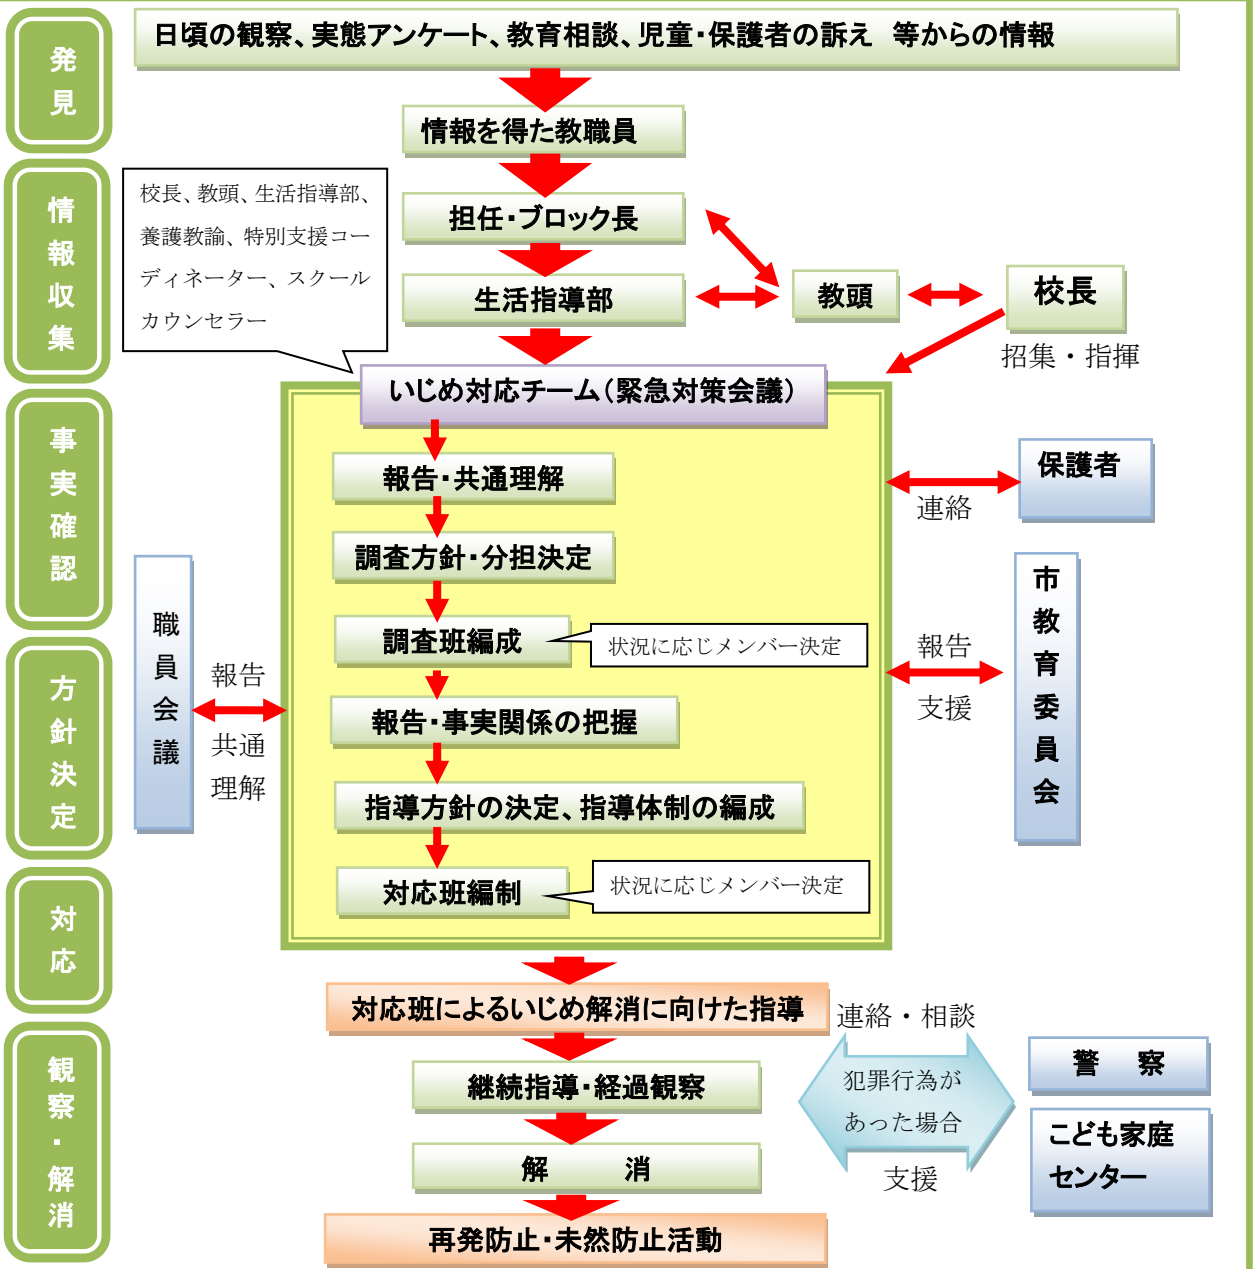 発見
日頃の観察、実態アンケート、教育相談、児童・保護者の訴え　等からの情報
情報を得た教職員
情報収集
校長、教頭、生活指導部、
養護教諭、特別支援コー
ディネーター、スクール
カウンセラー
担任・ブロック長
生活指導部
教頭
校長
招集・指揮
いじめ対応チーム（緊急対策会議）
事実確認
報告・共通理解
保護者
連絡
調査方針・分担決定
調査班編成
状況に応じメンバー決定
職員会議
報告
共通
理解
市教育委員会
報告
支援
方針決定
報告・事実関係の把握
指導方針の決定、指導体制の編成
対応班編制
状況に応じメンバー決定
対応
対応班によるいじめ解消に向けた指導
連絡・相談
犯罪行為が
あった場合
支援
警　察
こども家庭
センター
観察・解消
継続指導・経過観察
解　　消
再発防止・未然防止活動